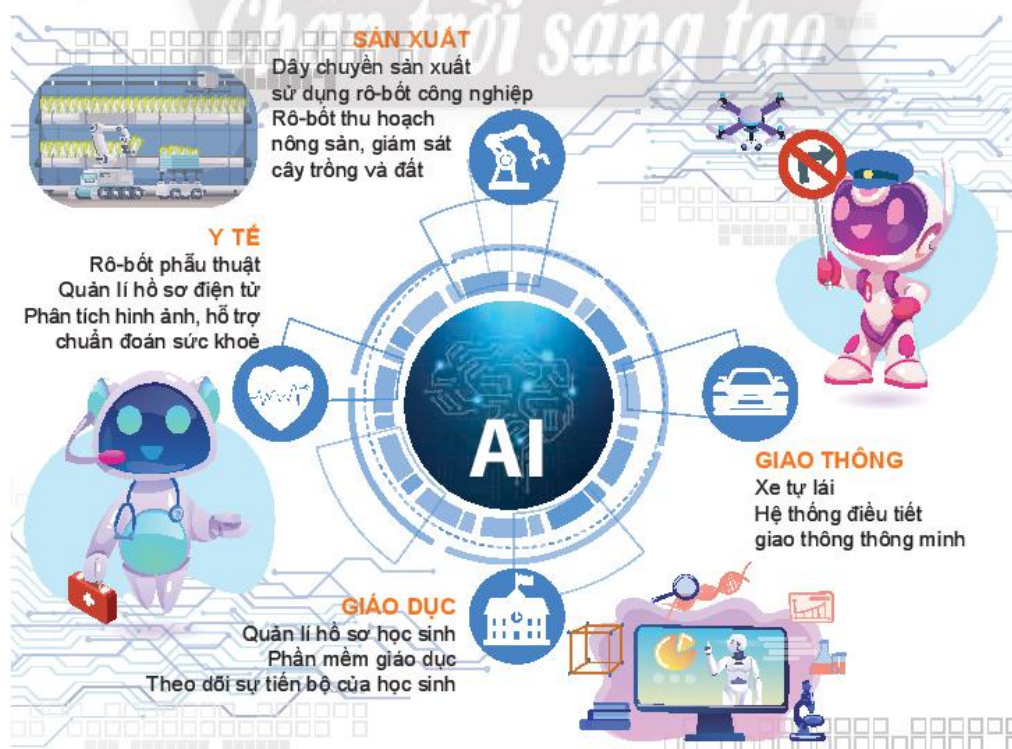 Chân trời sáng tạo
SẢN XUẤT
Dây chuyền sản xuất
sử dụng rô-bốt công nghiệp
Rô-bốt thu hoạch
nông sản, giám sát
cây trồng và đất
Y TẾ
Rô-bốt phẫu thuật
Quản lí hồ sơ điện tử
Phân tích hình ảnh, hỗ trợ
chuẩn đoán sức khoẻ
AI
GIAO THÔNG
Xe tự lái
Hệ thống điều tiết
giao thông thông minh
GIÁO DỤC
Quản lí hồ sơ học sinh
Phần mềm giáo dục
Theo dõi sự tiến bộ của học sinh